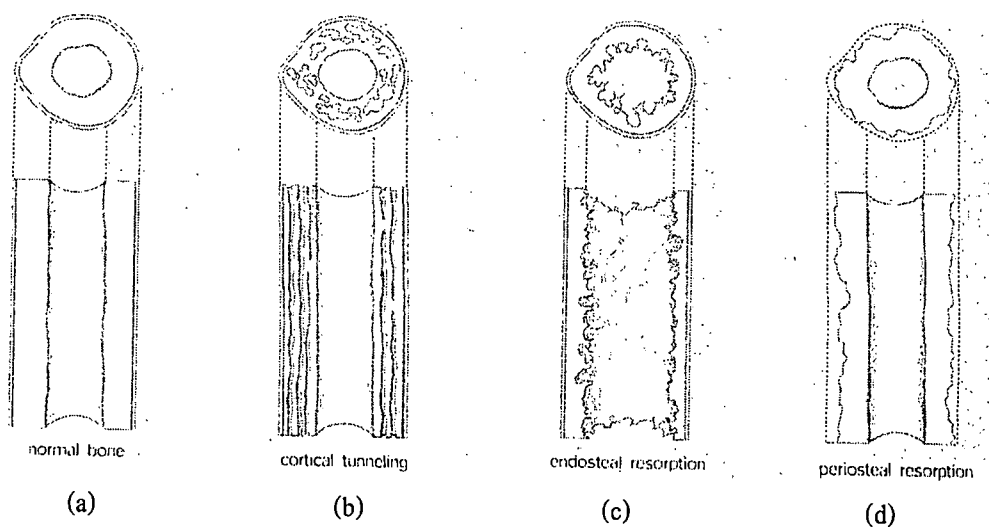 normal bone
cortical tunneling
endosteal resorption
periosteal resorption
(a)
(b)
(c)
(d)